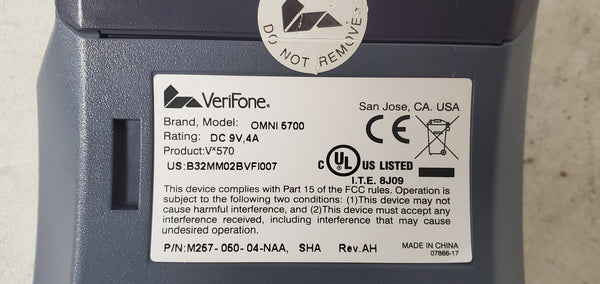 DO NOT REMOVE
VeriFone®
San Jose, CA. USA
Brand, Model: OMNI 5700
Rating: DC 9V,4A
Product:Vx570
US:B32MM02BVFI007
CE
C UL US LISTED
I.T.E. 8J09
This device complies with Part 15 of the FCC rules. Operation is
subject to the following two conditions: (1)This device may not
cause harmful interference, and (2)This device must accept any
interference received, including interference that may cause
undesired operation.
P/N:M257-050-04-NAA, SHA Rev.AH
MADE IN CHINA
07866-17